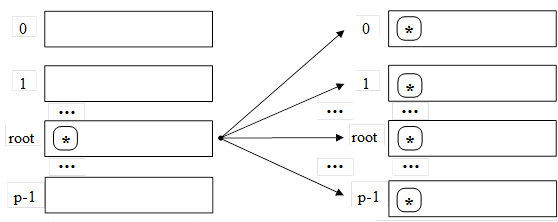 0 0
* 
1 1
*
... ... ...
root * root *
... ... ...
p-1 p-1
*